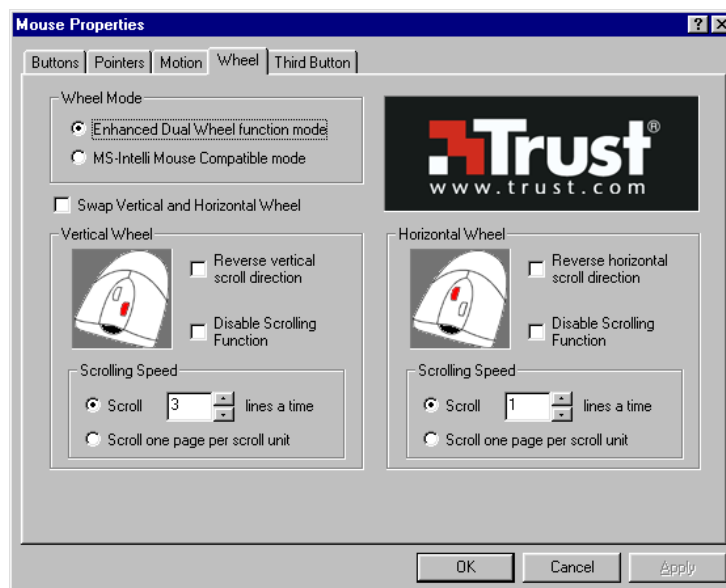 Mouse Properties
Buttons Pointers Motion Wheel Third Button
Wheel Mode
Enhanced Dual Wheel function mode
MS-Intelli Mouse Compatible mode
Trust®
www.trust.com
Swap Vertical and Horizontal Wheel
Vertical Wheel
Reverse vertical
scroll direction
Disable Scrolling
Function
Scrolling Speed
Scroll 3 lines a time
Scroll one page per scroll unit
Horizontal Wheel
Reverse horizontal
scroll direction
Disable Scrolling
Function
Scrolling Speed
Scroll 1 lines a time
Scroll one page per scroll unit
OK Cancel Apply